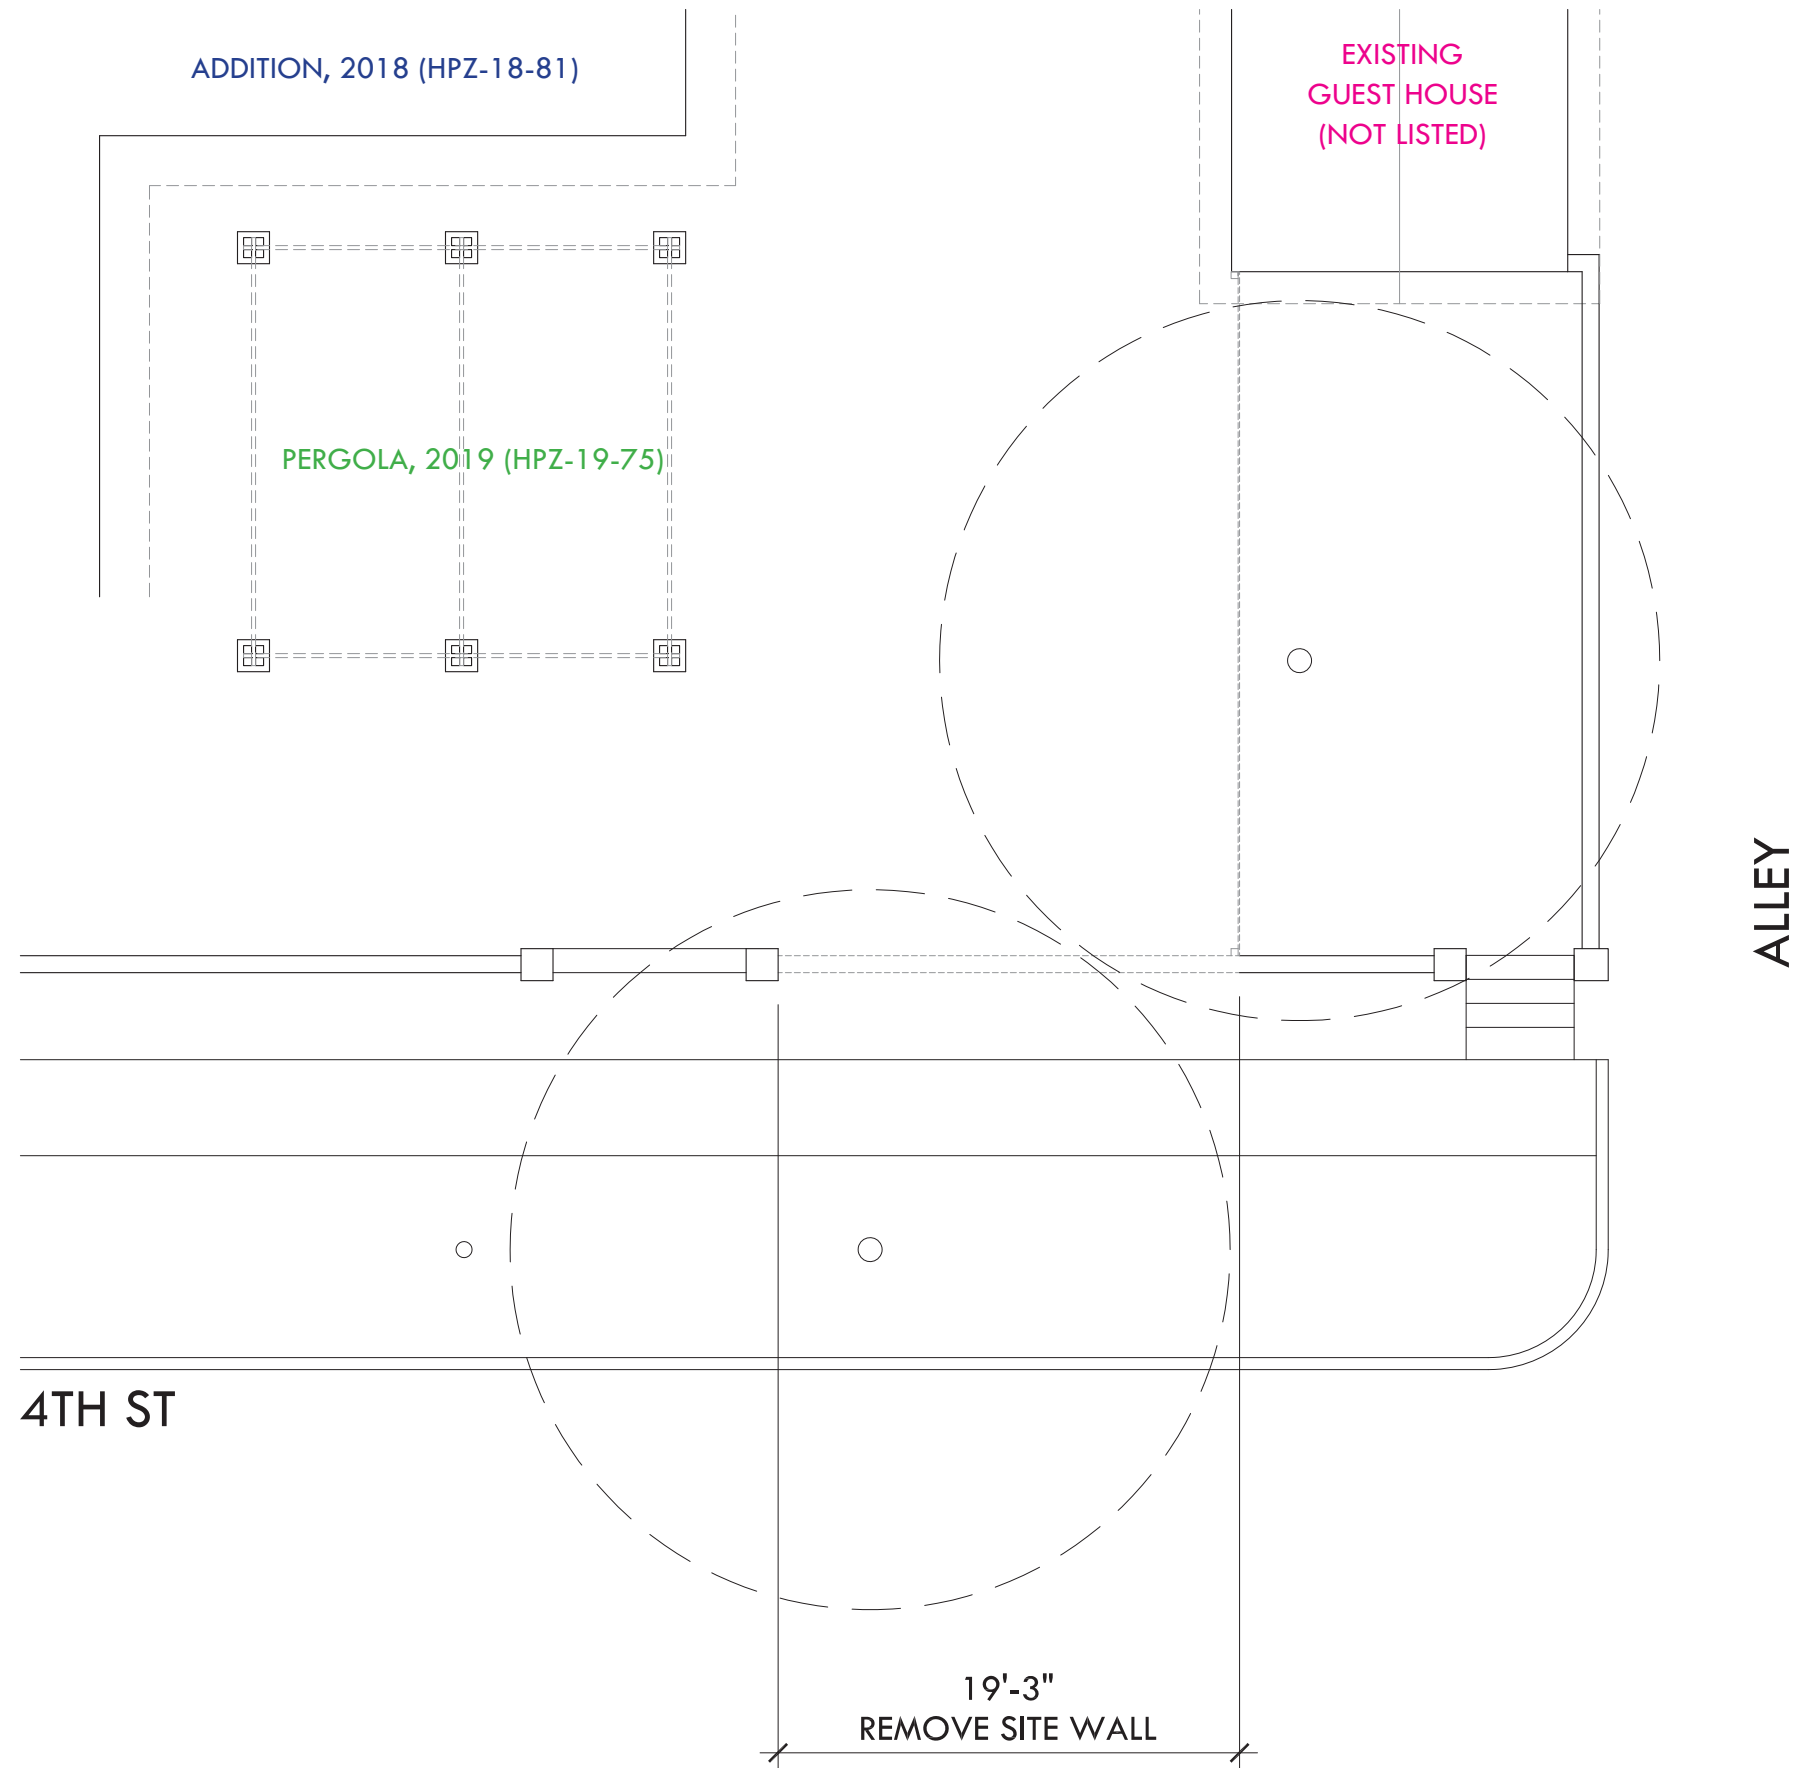 ADDITION, 2018 (HPZ-18-81)
EXISTING
GUEST HOUSE
(NOT LISTED)
PERGOLA, 2019 (HPZ-19-75)
ALLEY
4TH ST
19'-3"
REMOVE SITE WALL